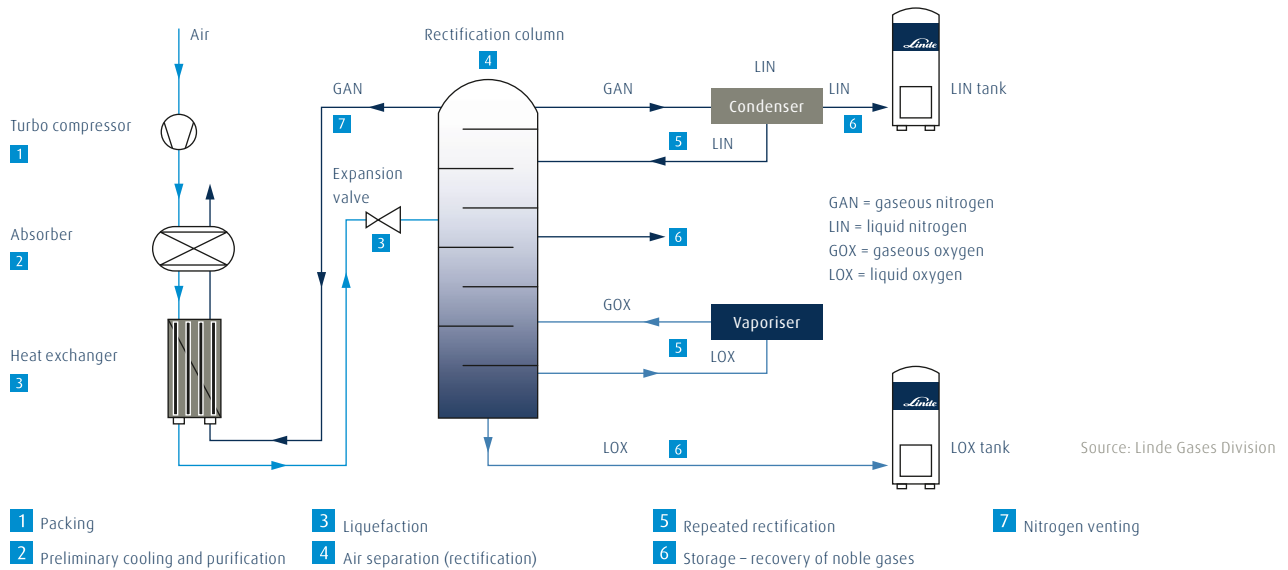 Air
Rectification column
4
Linde
LIN
GAN
GAN
LIN
LIN tank
Condenser
7
6
Turbo compressor
1
5
LIN
Expansion
valve
GAN = gaseous nitrogen
LIN = liquid nitrogen
GOX = gaseous oxygen
LOX = liquid oxygen
Absorber
2
3
6
GOX
Vaporiser
5
LOX
Heat exchanger
3
Linde
LOX
6
LOX tank
Source: Linde Gases Division
1 Packing
2 Preliminary cooling and purification
3 Liquefaction
4 Air separation (rectification)
5 Repeated rectification
6 Storage – recovery of noble gases
7 Nitrogen venting